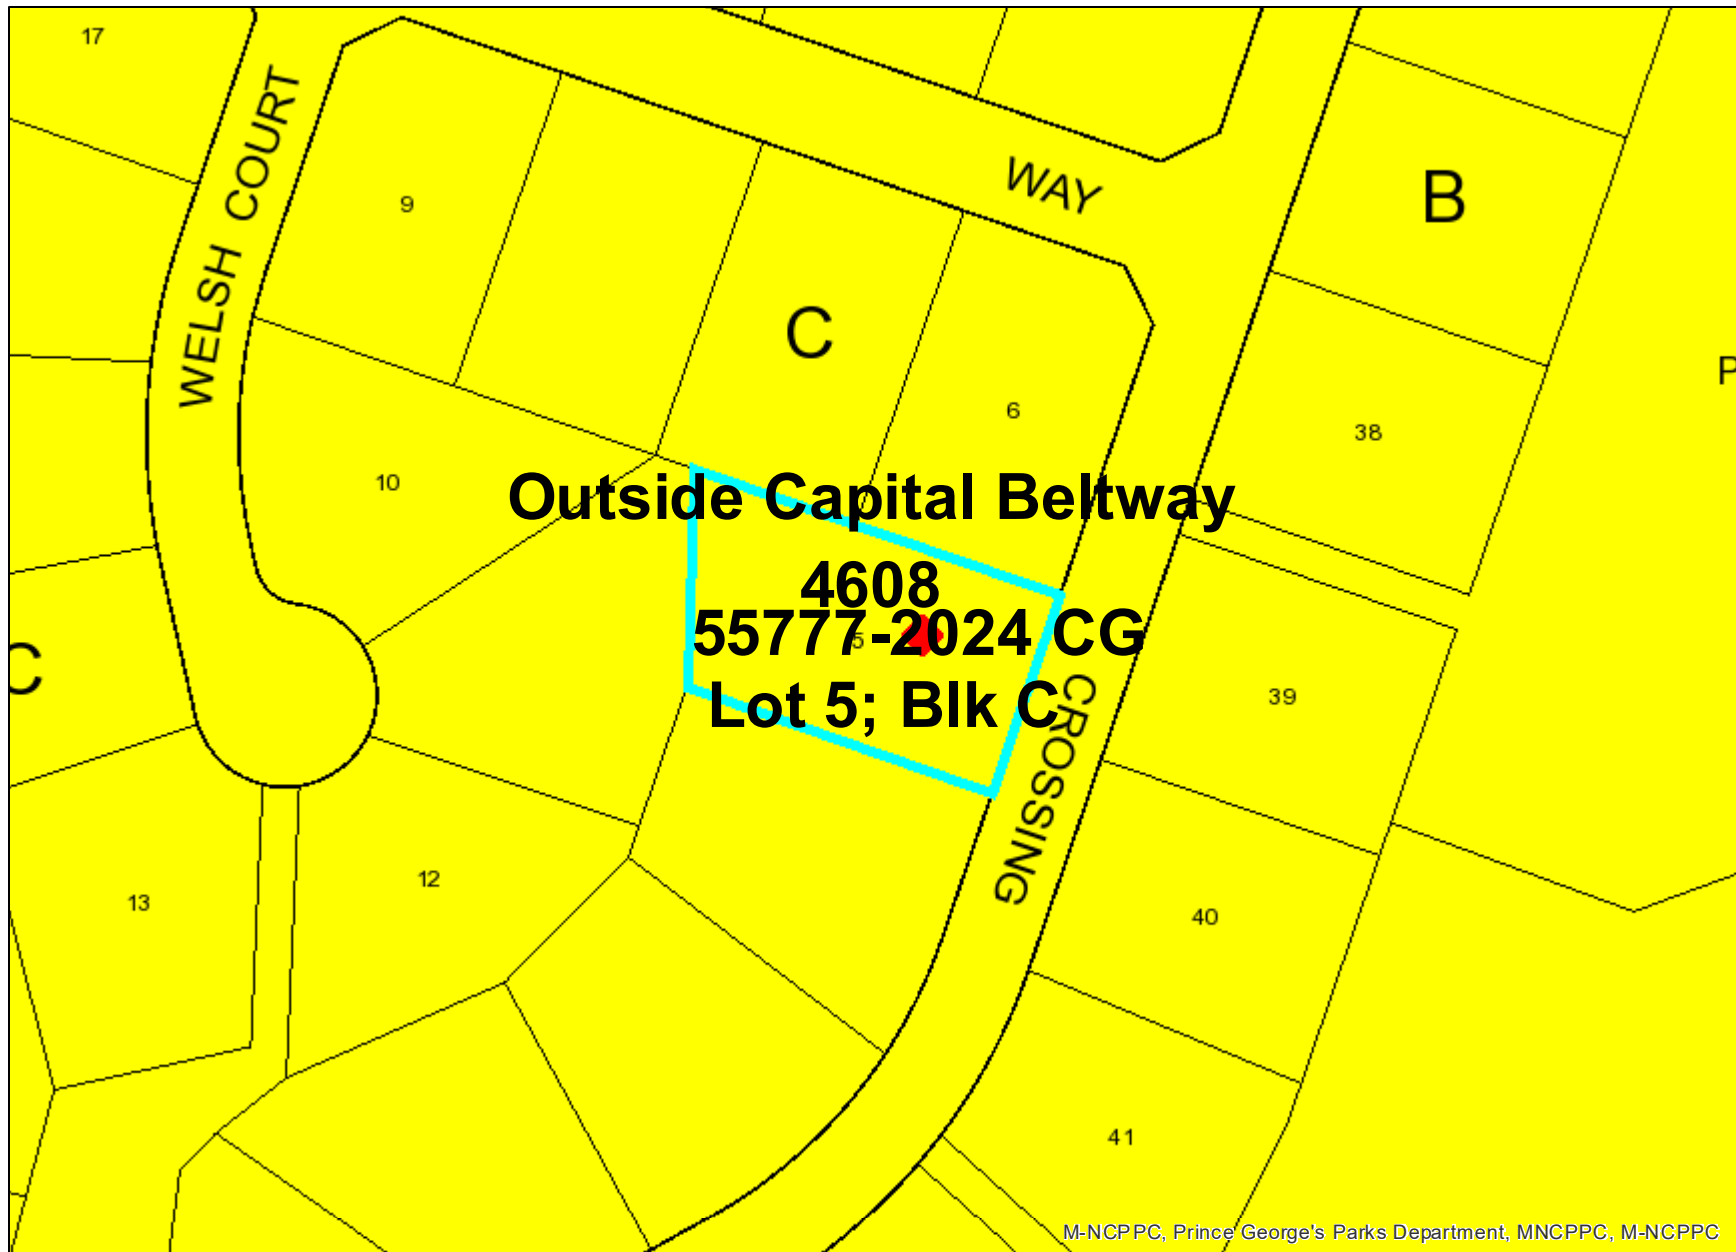 17
WELSH COURT
WAY
B
9
C
P
6
38
10
Outside Capital Beltway
4608
55777-2024 CG
5
Lot 5; Blk C
C
CROSSING
39
12
13
40
41
M-NCPPC, Prince George's Parks Department, MNCPPC, M-NCPPC